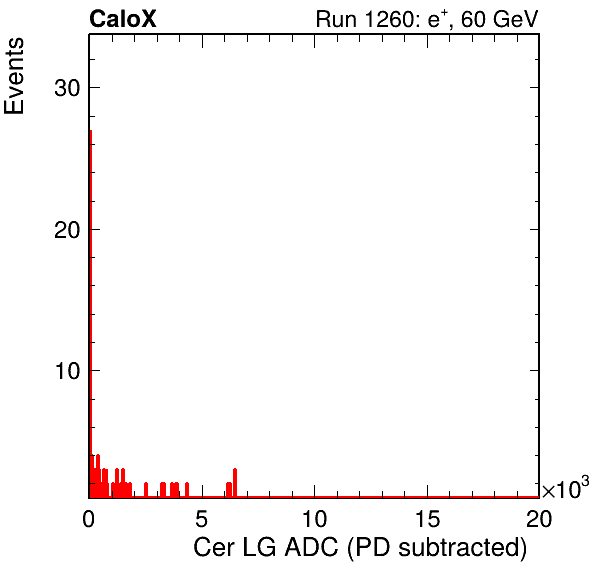 CaloX
Run 1260: e⁺, 60 GeV
Events
30
20
10
0
5
10
15
20
×10³
Cer LG ADC (PD subtracted)